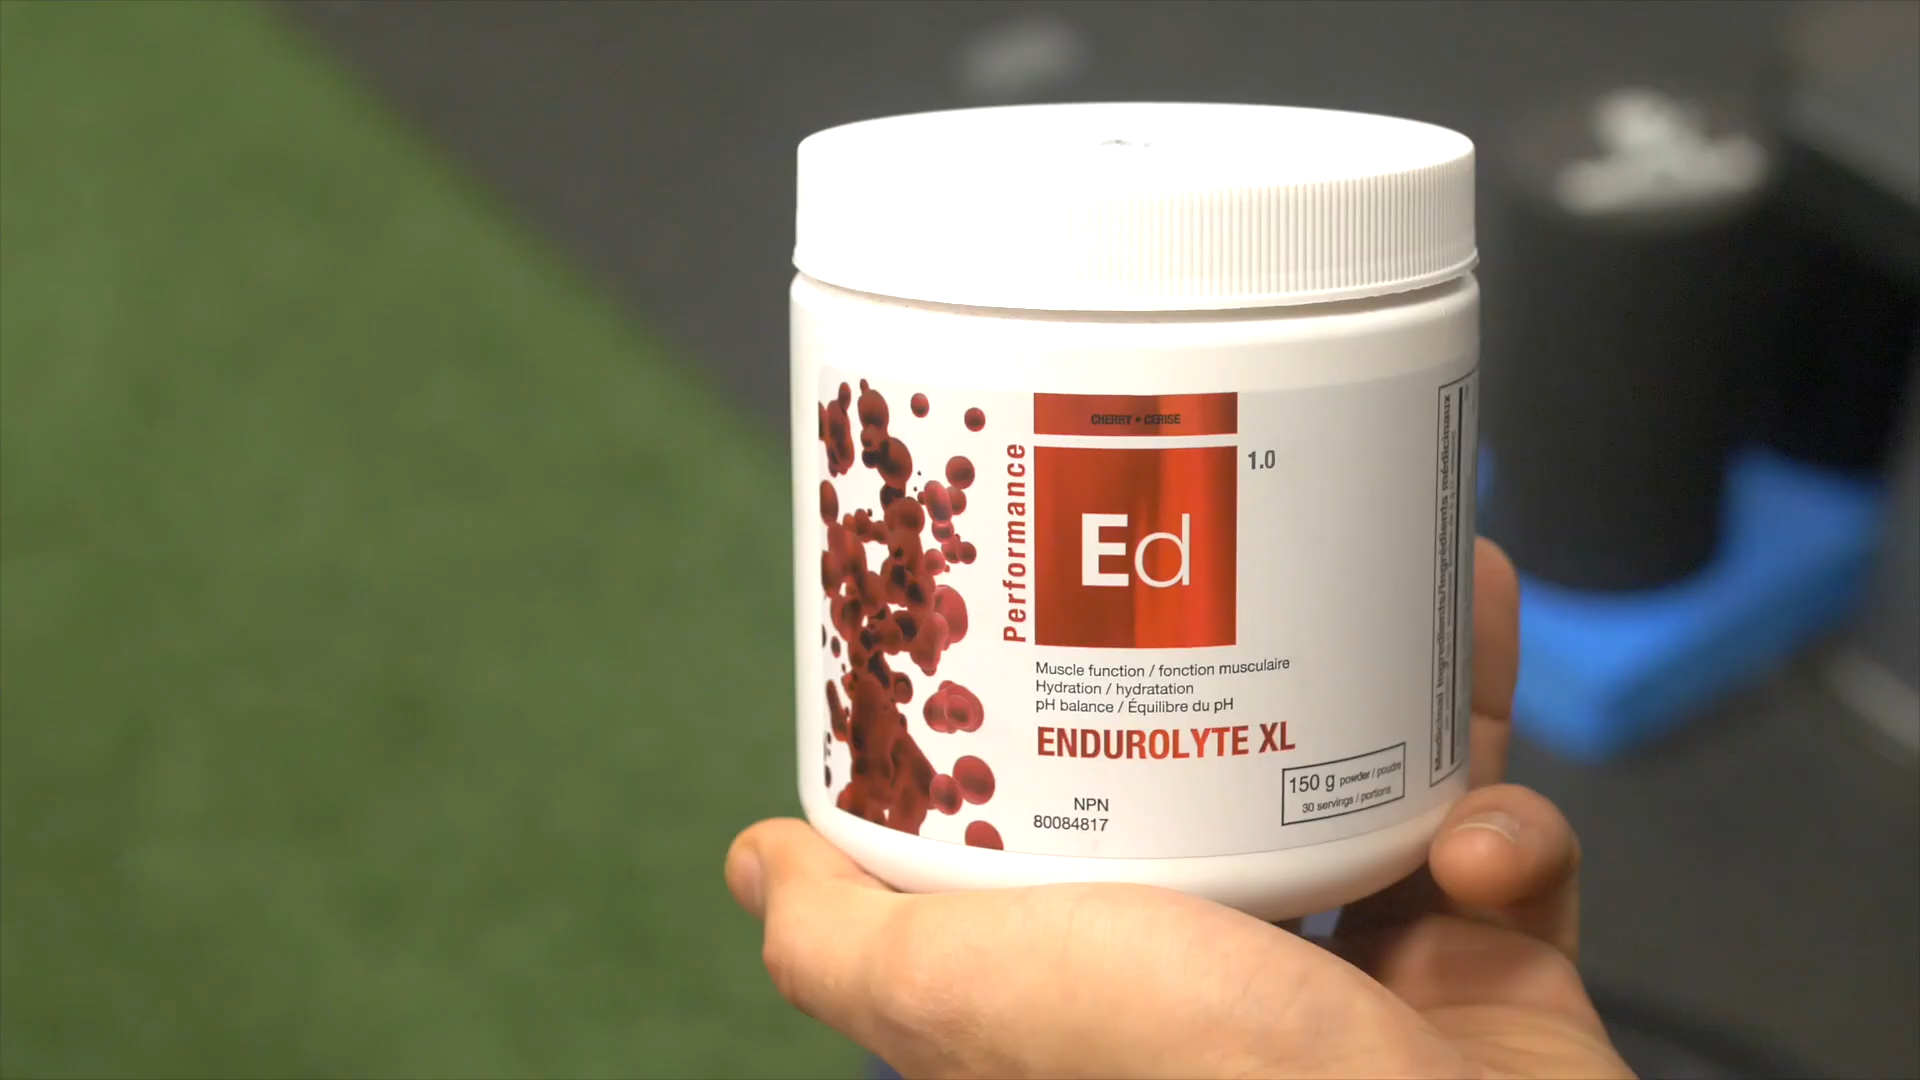 CHERRY • CERISE
Performance
Ed
1.0
Muscle function / fonction musculaire
Hydration / hydratation
pH balance / Équilibre du pH
ENDUROLYTE XL
150 g powder / poudre
30 servings / portions
NPN
80084817
Medicinal Ingredients/Ingrédients médicinaux